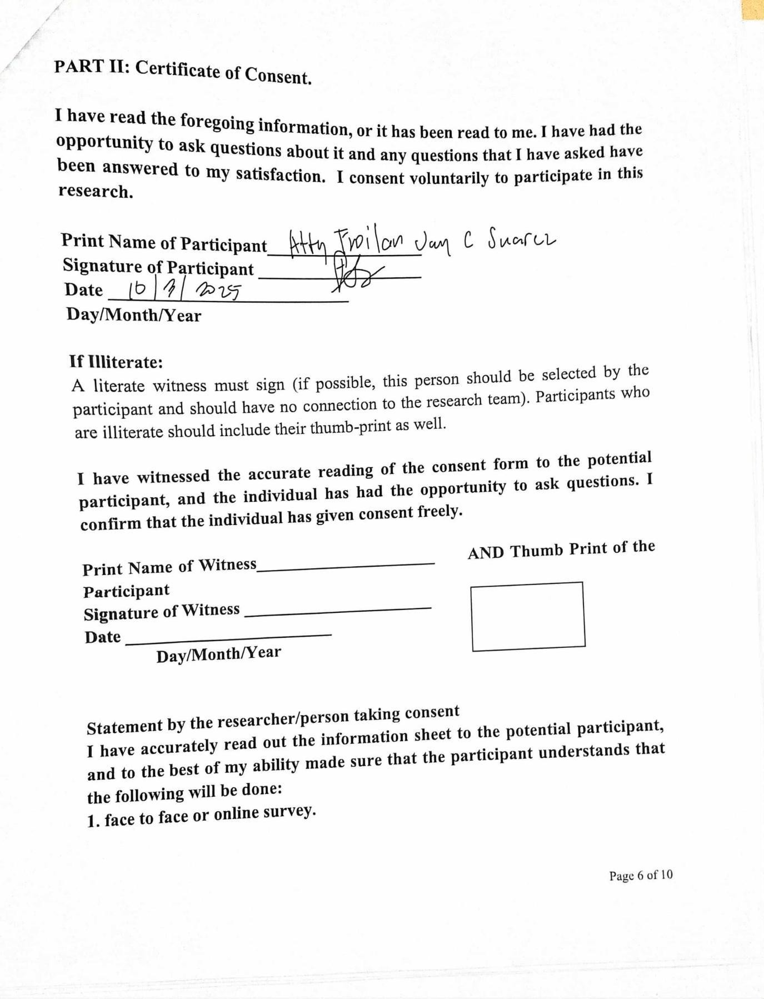 PART II: Certificate of Consent.
I have read the foregoing information, or it has been read to me. I have had the
opportunity to ask questions about it and any questions that I have asked have
been answered to my satisfaction. I consent voluntarily to participate in this
research.
Print Name of Participant Atty Froilan Jay C Suarez
Signature of Participant
Date 10/3/2025
Day/Month/Year
If Illiterate:
A literate witness must sign (if possible, this person should be selected by the
participant and should have no connection to the research team). Participants who
are illiterate should include their thumb-print as well.
I have witnessed the accurate reading of the consent form to the potential
participant, and the individual has had the opportunity to ask questions. I
confirm that the individual has given consent freely.
Print Name of Witness AND Thumb Print of the
Participant
Signature of Witness
Date
Day/Month/Year
Statement by the researcher/person taking consent
I have accurately read out the information sheet to the potential participant,
and to the best of my ability made sure that the participant understands that
the following will be done:
1. face to face or online survey.
Page 6 of 10